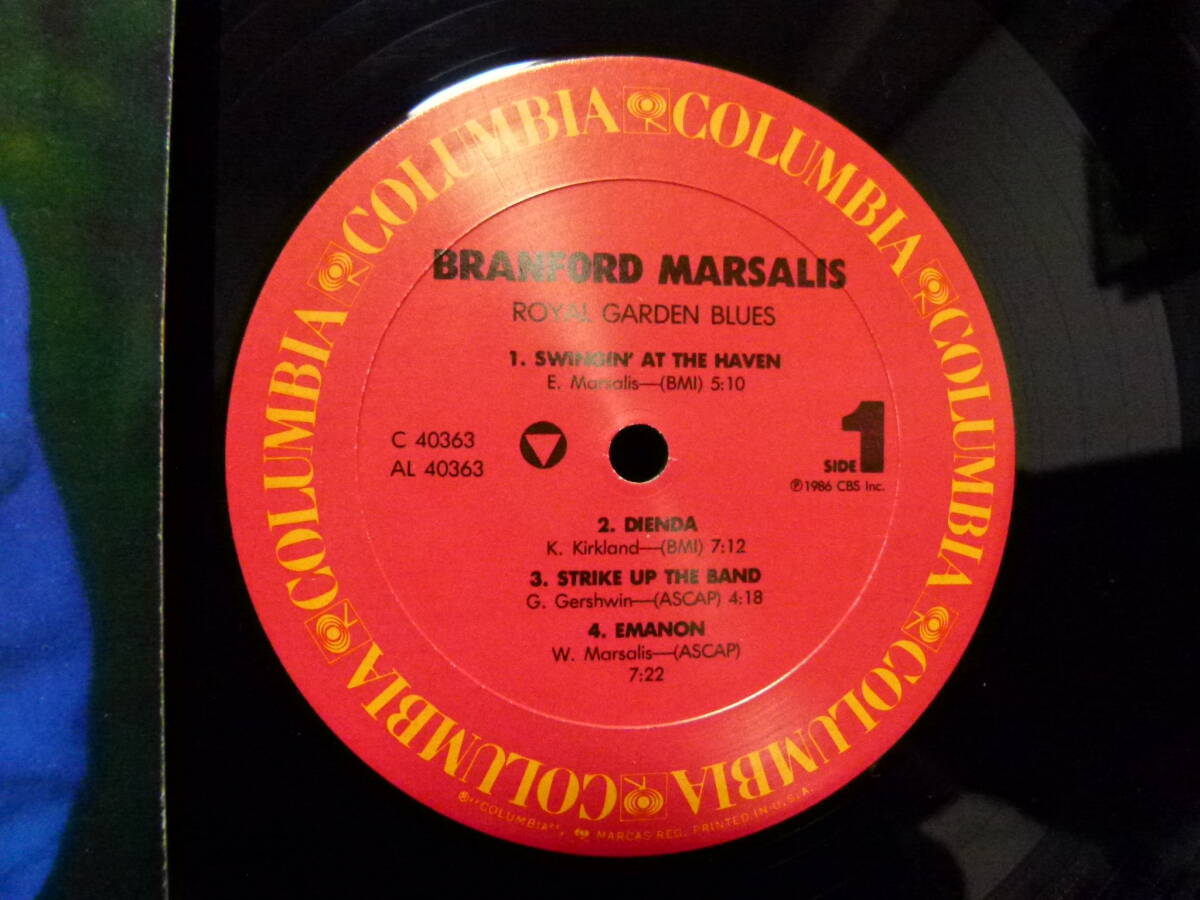 COLUMBIA COLUMBIA COLUMBIA COLUMBIA COLUMBIA COLUMBIA
BRANFORD MARSALIS
ROYAL GARDEN BLUES
1. SWINGIN' AT THE HAVEN
E. Marsalis—(BMI) 5:10
C 40363
AL 40363
SIDE 1
℗1986 CBS Inc.
2. DIENDA
K. Kirkland—(BMI) 7:12
3. STRIKE UP THE BAND
G. Gershwin—(ASCAP) 4:18
4. EMANON
W. Marsalis—(ASCAP)
7:22
®"COLUMBIA", MARCAS REG. PRINTED IN U.S.A.